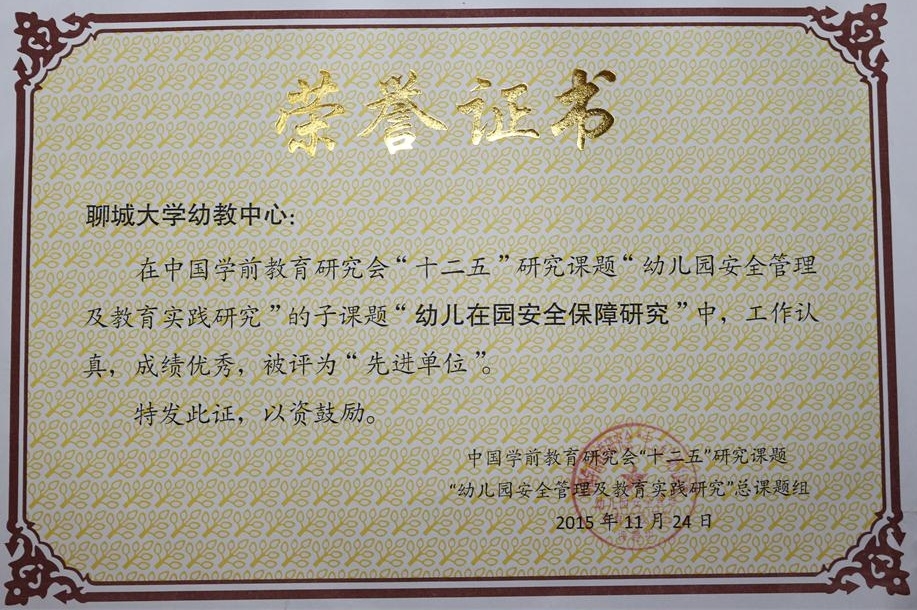 荣誉证书
聊城大学幼教中心：
在中国学前教育研究会“十二五”研究课题“幼儿园安全管理
及教育实践研究”的子课题“幼儿在园安全保障研究”中，工作认
真，成绩优秀，被评为“先进单位”。
特发此证，以资鼓励。
中国学前教育研究会“十二五”研究课题
“幼儿园安全管理及教育实践研究”总课题组
2015年11月24日